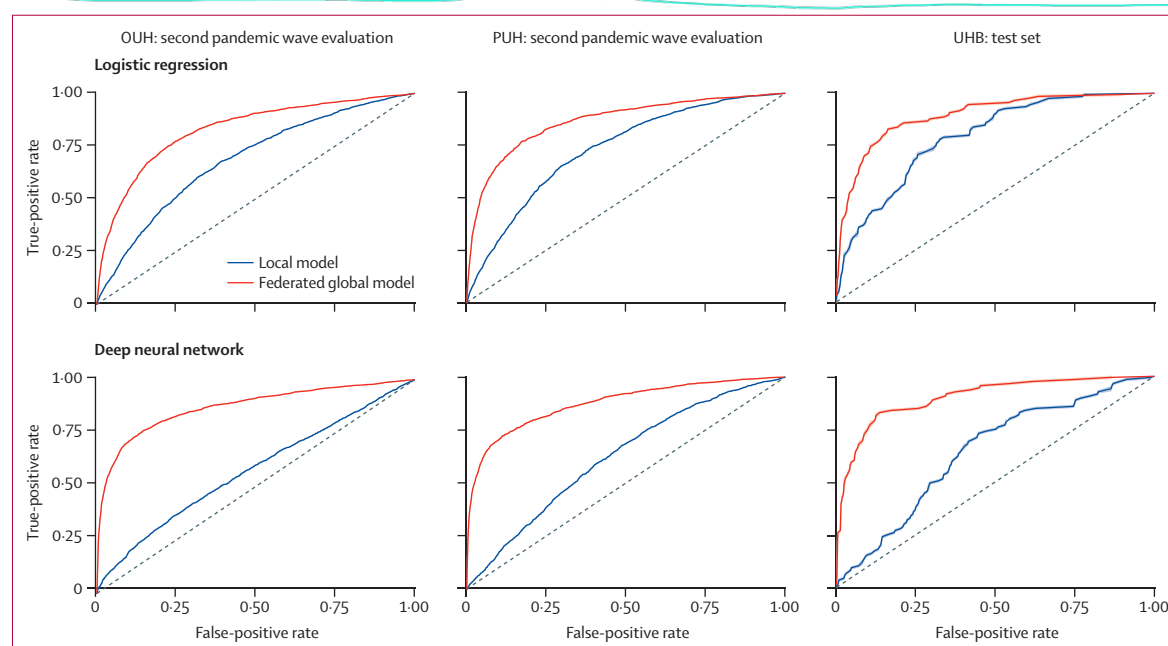 OUH: second pandemic wave evaluation
PUH: second pandemic wave evaluation
UHB: test set
Logistic regression
1·00
0·75
0·50
0·25
0
True-positive rate
Local model
Federated global model
Deep neural network
1·00
0·75
0·50
0·25
0
True-positive rate
0
0·25
0·50
0·75
1·00
0
0·25
0·50
0·75
1·00
0
0·25
0·50
0·75
1·00
False-positive rate
False-positive rate
False-positive rate